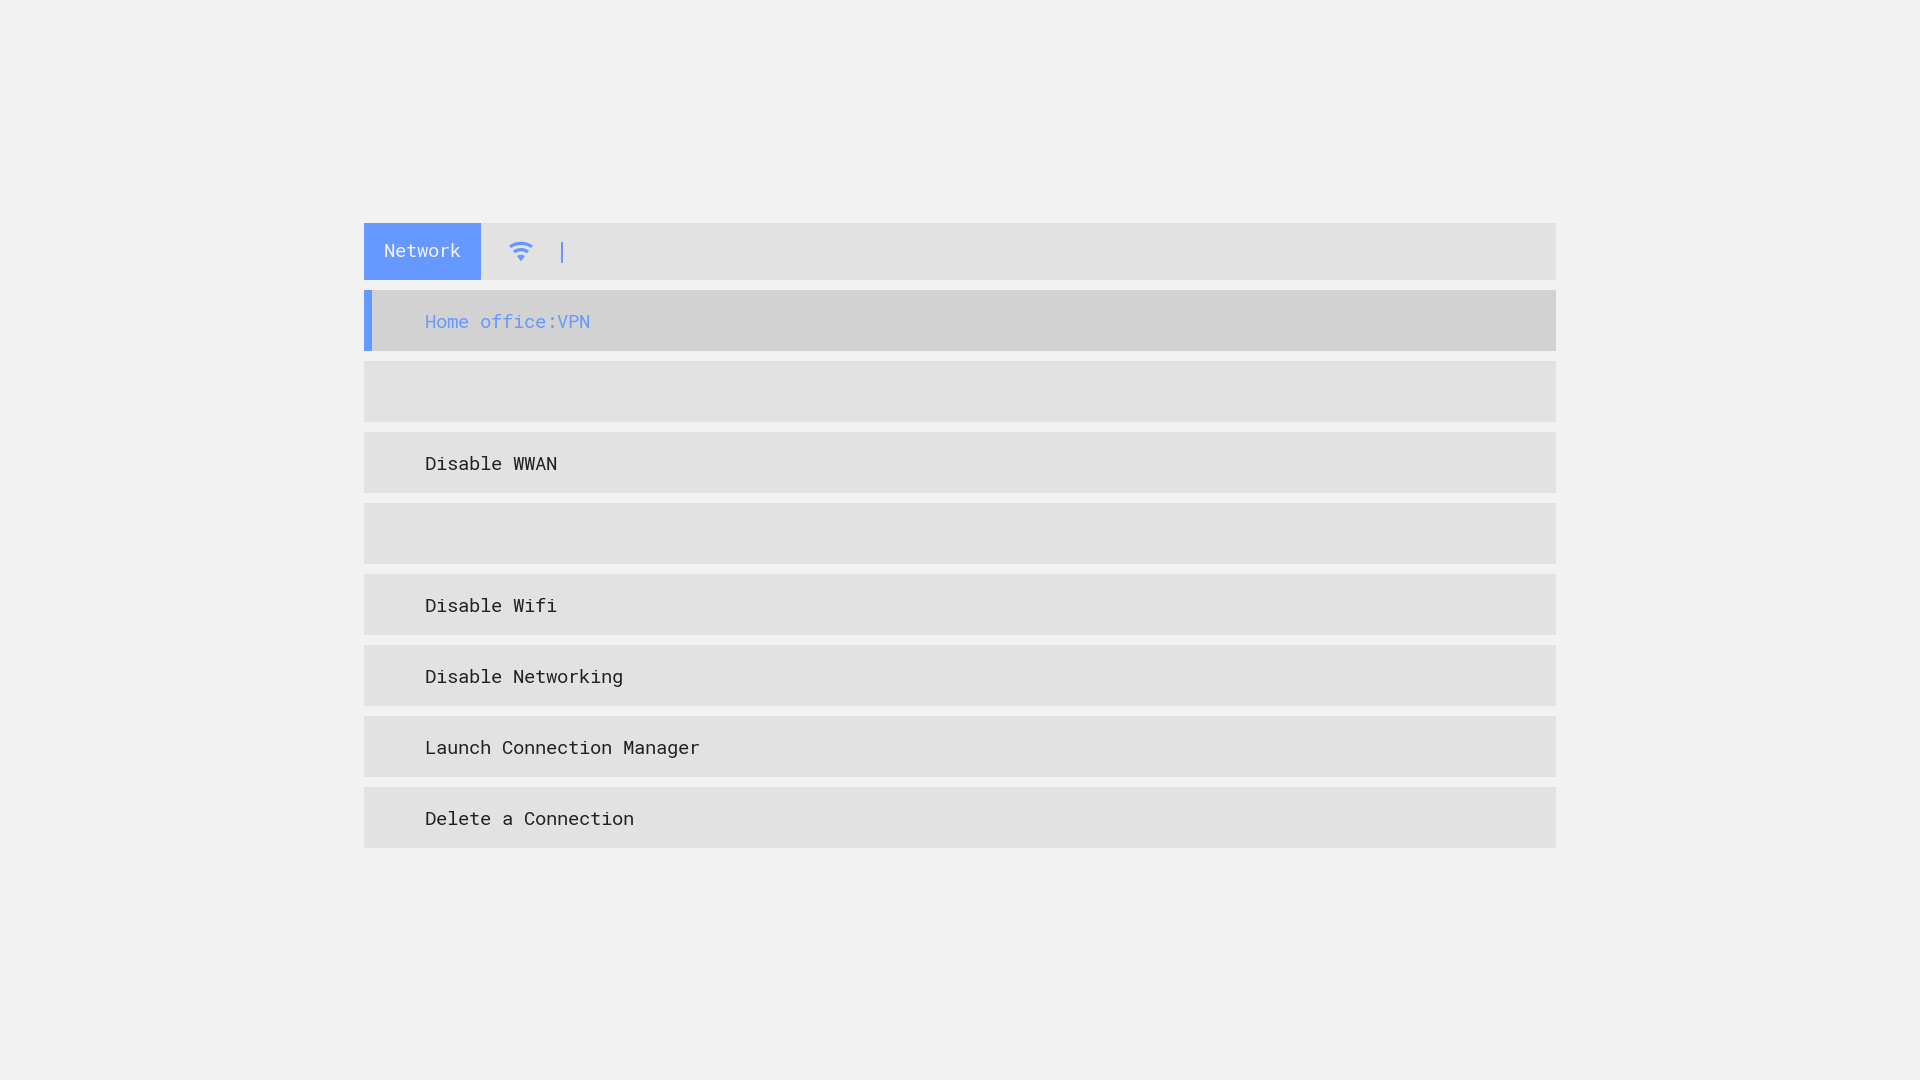 Network
Home office:VPN
Disable WWAN
Disable Wifi
Disable Networking
Launch Connection Manager
Delete a Connection